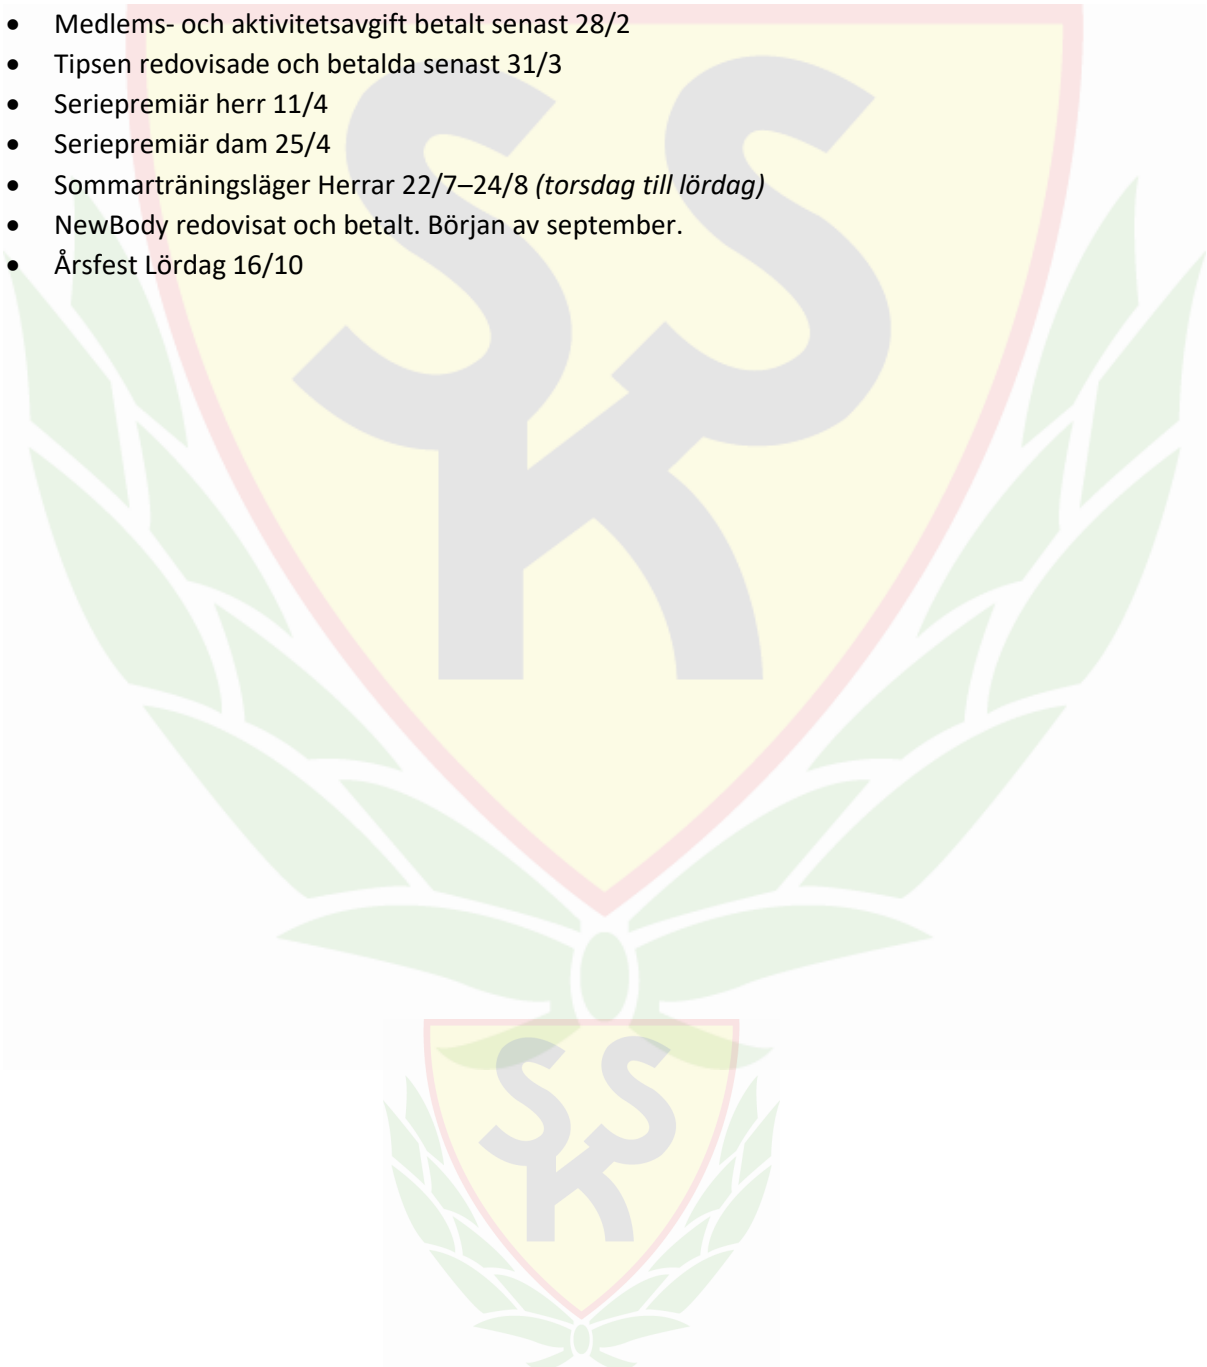 • Medlems- och aktivitetsavgift betalt senast 28/2
• Tipsen redovisade och betalda senast 31/3
• Seriepremiär herr 11/4
• Seriepremiär dam 25/4
• Sommarträningsläger Herrar 22/7–24/8 (torsdag till lördag)
• NewBody redovisat och betalt. Början av september.
• Årsfest Lördag 16/10
SSK
SSK